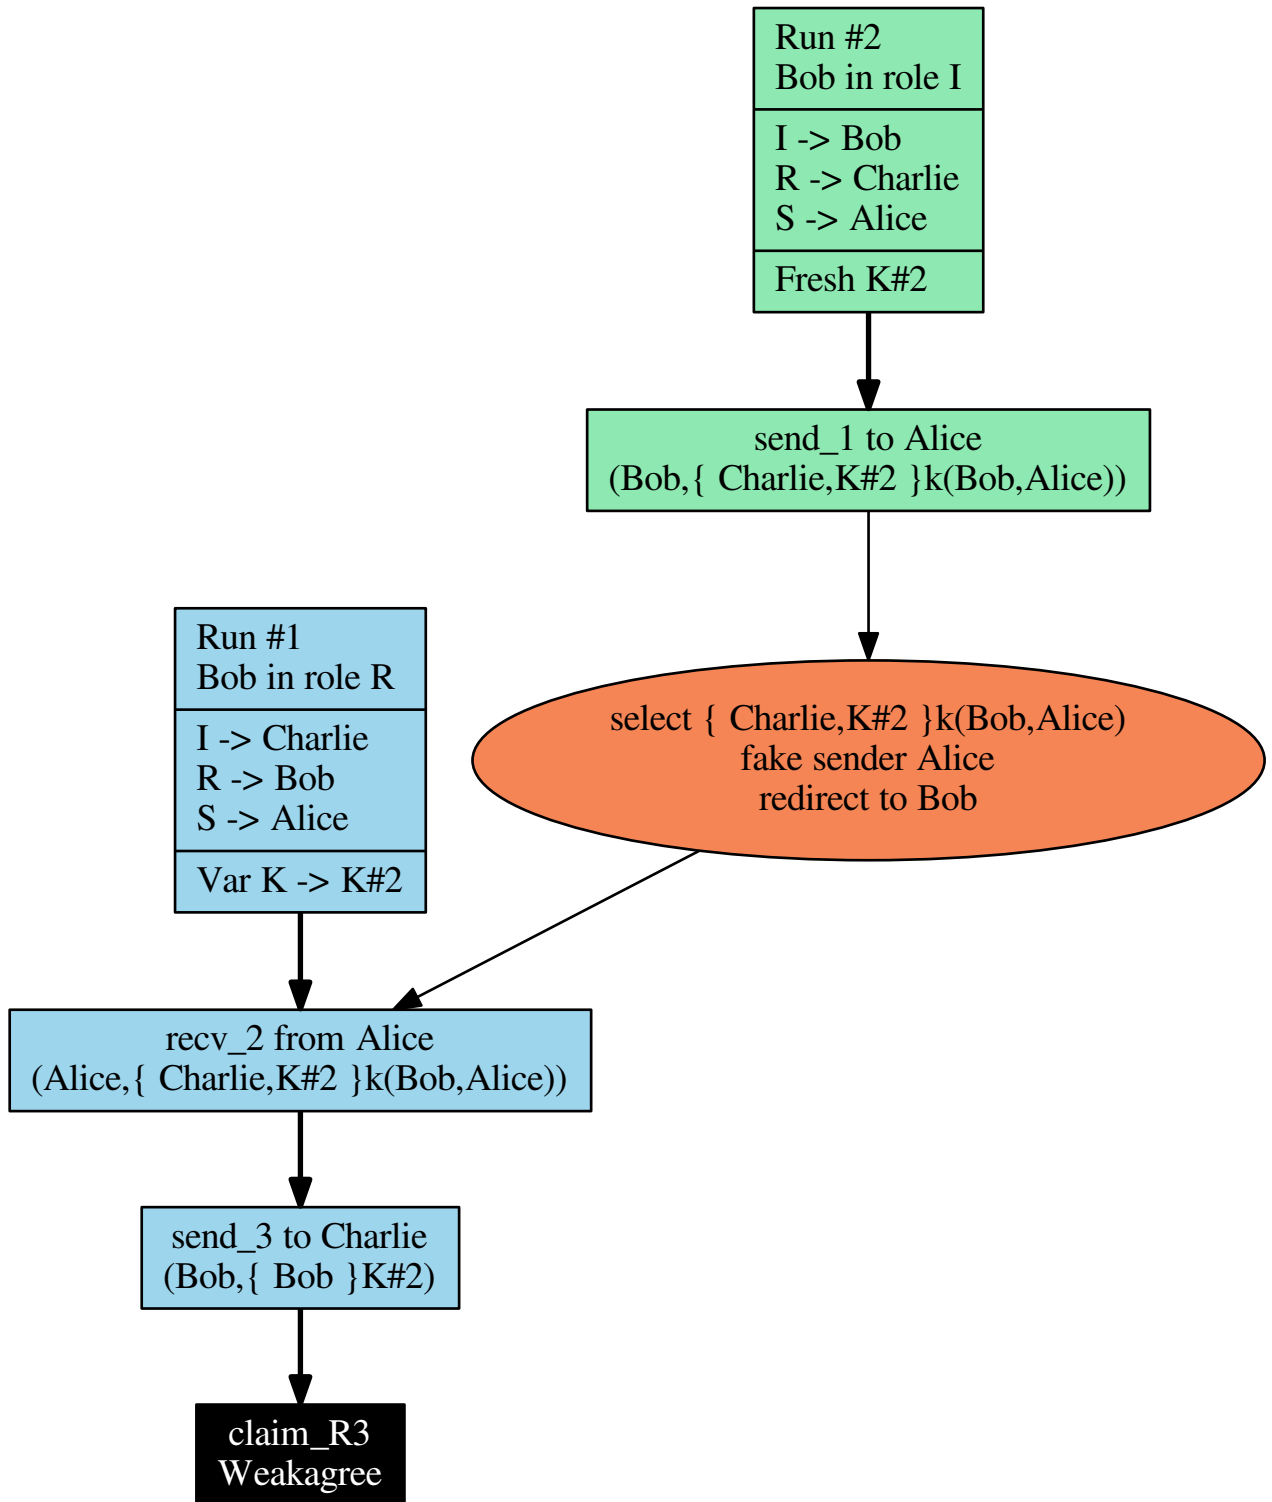 Run #2
Bob in role I
I -> Bob
R -> Charlie
S -> Alice
Fresh K#2
send_1 to Alice
(Bob,{ Charlie,K#2 }k(Bob,Alice))
Run #1
Bob in role R
I -> Charlie
R -> Bob
S -> Alice
Var K -> K#2
select { Charlie,K#2 }k(Bob,Alice)
fake sender Alice
redirect to Bob
recv_2 from Alice
(Alice,{ Charlie,K#2 }k(Bob,Alice))
send_3 to Charlie
(Bob,{ Bob }K#2)
claim_R3
Weakagree